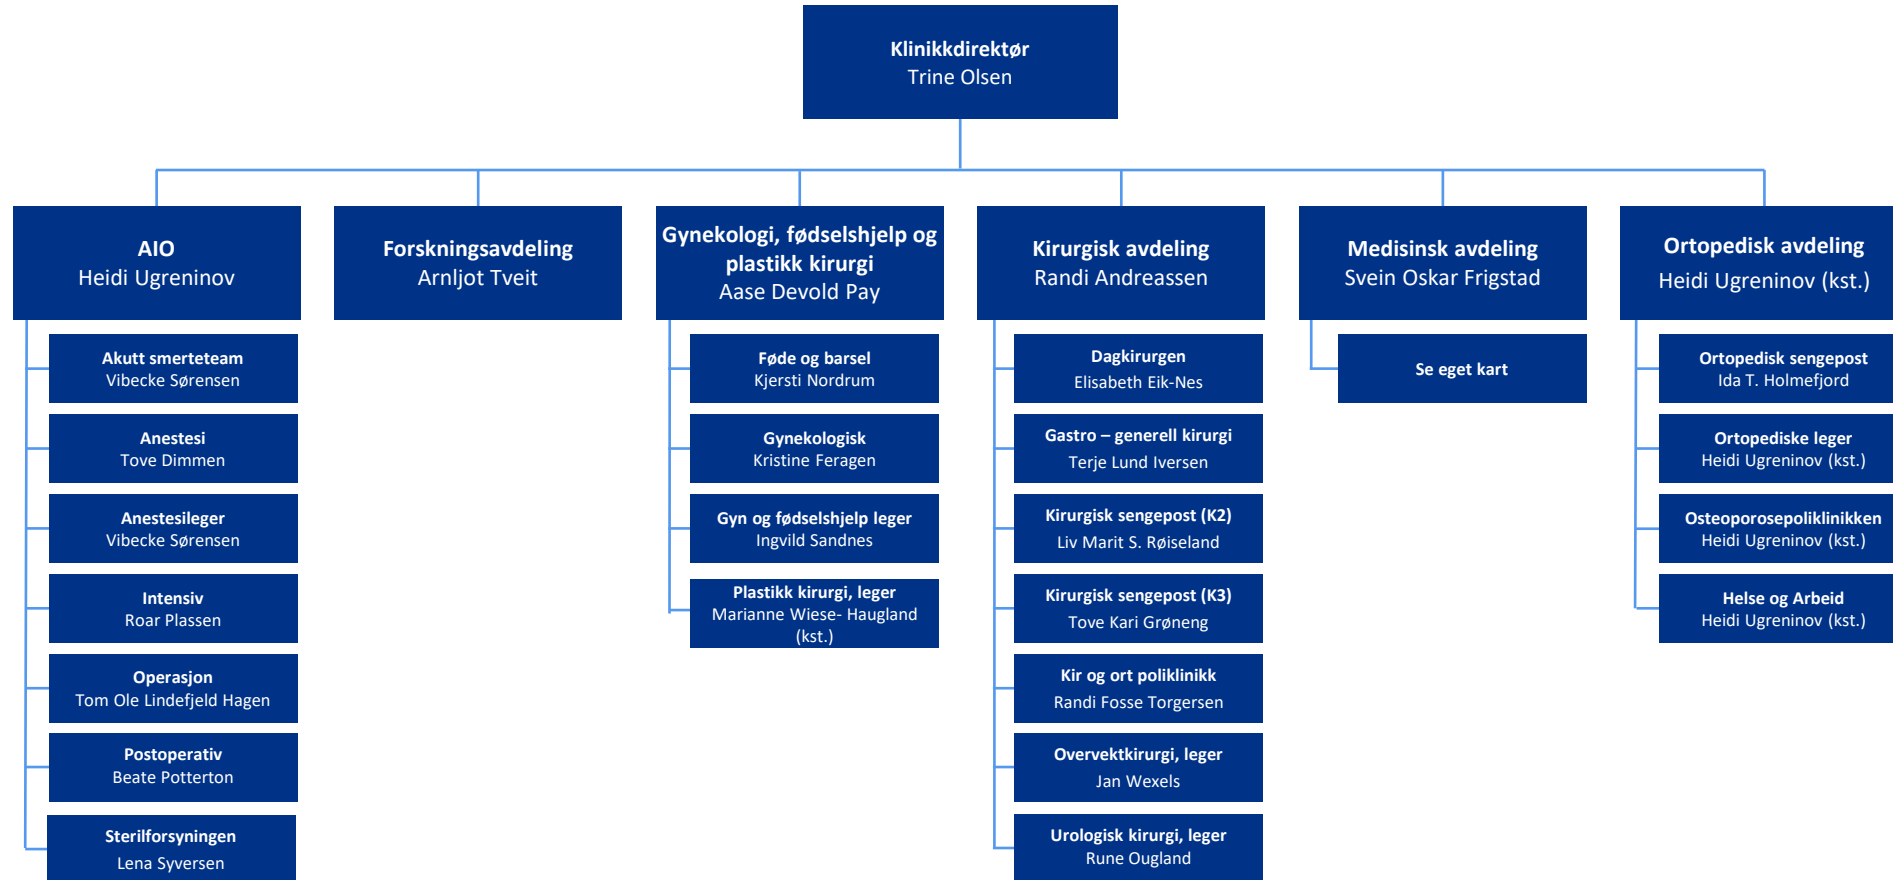 Klinikkdirektør
Trine Olsen
AIO
Heidi Ugreninov
Akutt smerteteam
Vibecke Sørensen
Anestesi
Tove Dimmen
Anestesileger
Vibecke Sørensen
Intensiv
Roar Plassen
Operasjon
Tom Ole Lindefjeld Hagen
Postoperativ
Beate Potterton
Sterilforsyningen
Lena Syversen
Forskningsavdeling
Arnljot Tveit
Gynekologi, fødselshjelp og
plastikk kirurgi
Aase Devold Pay
Føde og barsel
Kjersti Nordrum
Gynekologisk
Kristine Feragen
Gyn og fødselshjelp leger
Ingvild Sandnes
Plastikk kirurgi, leger
Marianne Wiese- Haugland
(kst.)
Kirurgisk avdeling
Randi Andreassen
Dagkirurgen
Elisabeth Eik-Nes
Gastro – generell kirurgi
Terje Lund Iversen
Kirurgisk sengepost (K2)
Liv Marit S. Røiseland
Kirurgisk sengepost (K3)
Tove Kari Grøneng
Kir og ort poliklinikk
Randi Fosse Torgersen
Overvektkirurgi, leger
Jan Wexels
Urologisk kirurgi, leger
Rune Ougland
Medisinsk avdeling
Svein Oskar Frigstad
Se eget kart
Ortopedisk avdeling
Heidi Ugreninov (kst.)
Ortopedisk sengepost
Ida T. Holmefjord
Ortopediske leger
Heidi Ugreninov (kst.)
Osteoporosepoliklinikken
Heidi Ugreninov (kst.)
Helse og Arbeid
Heidi Ugreninov (kst.)